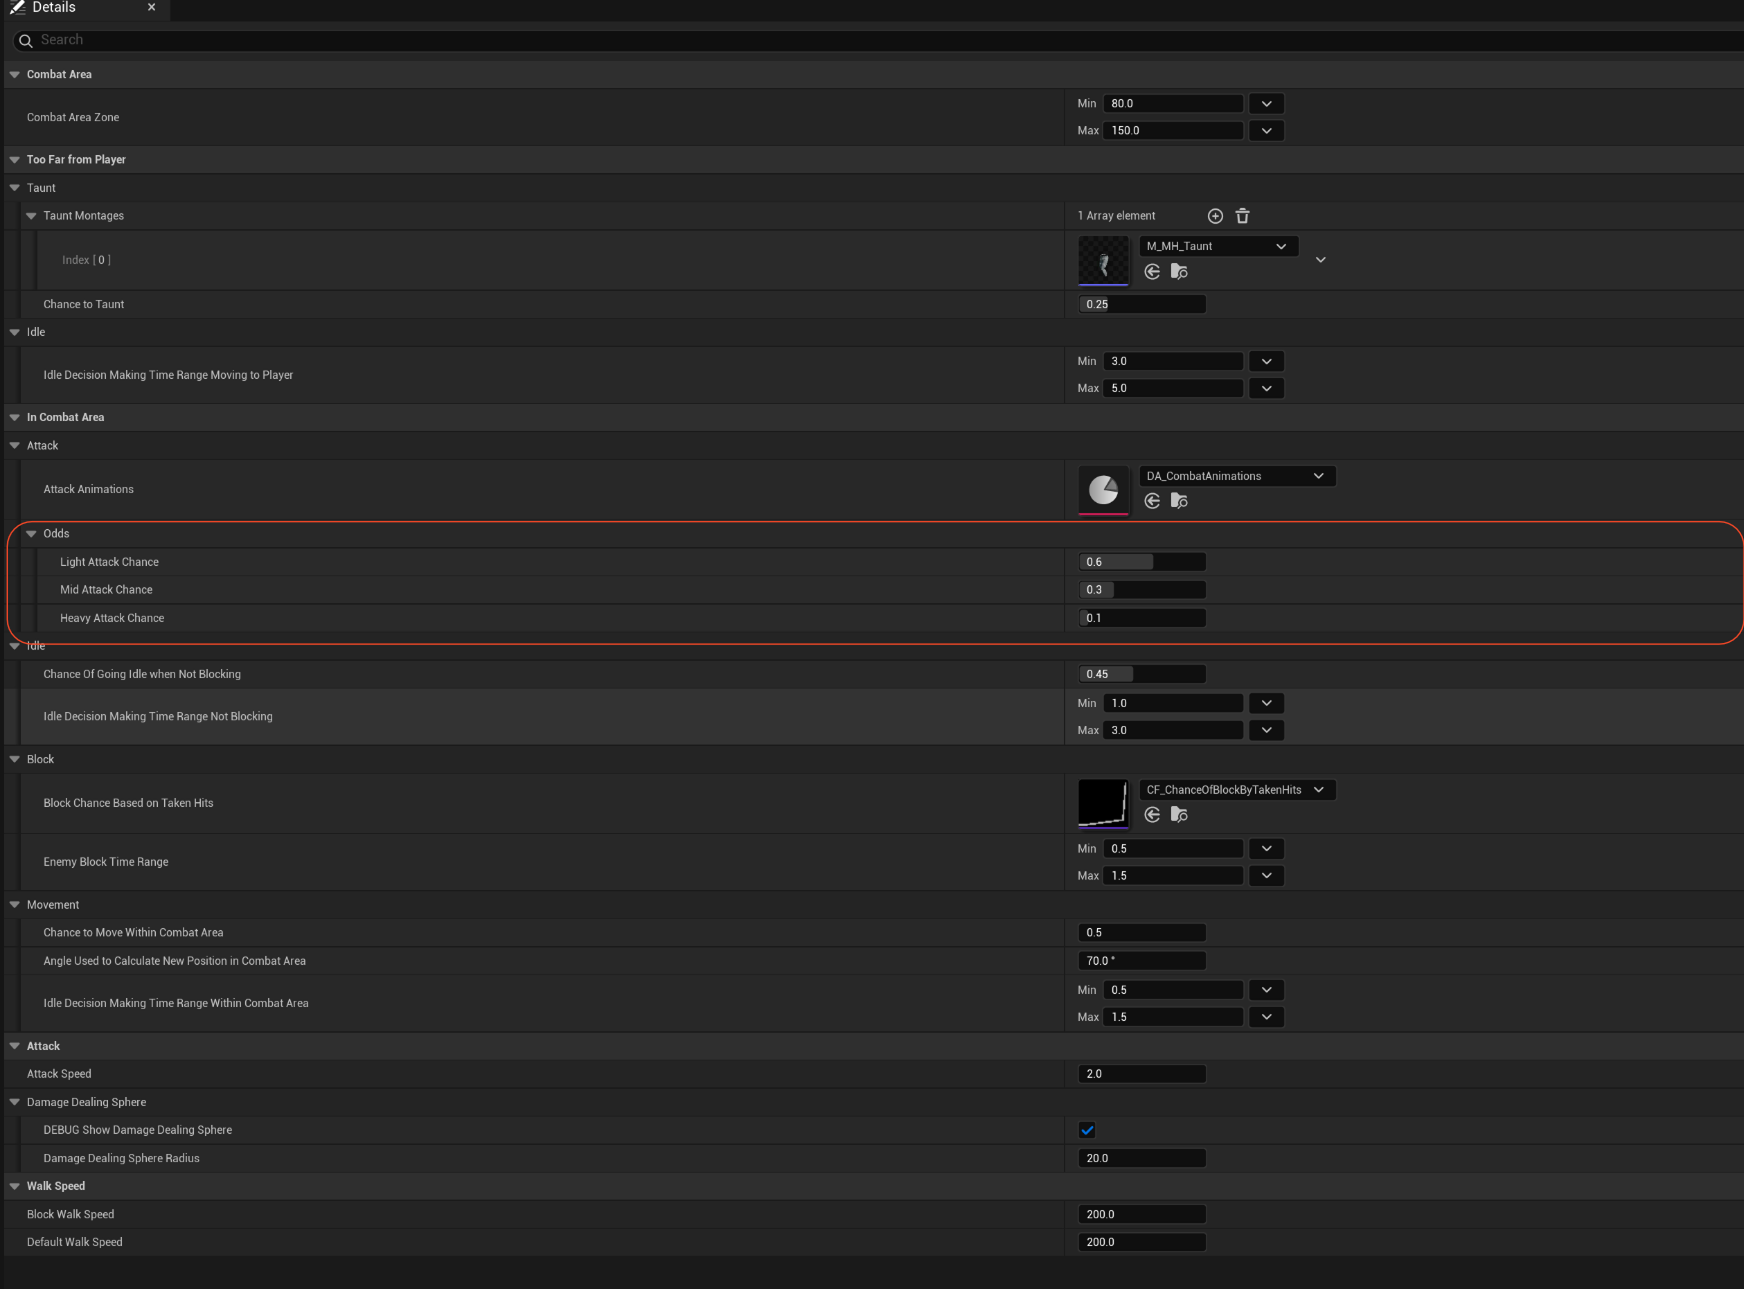 Details
Search
Combat Area
Combat Area Zone
Min 80.0
Max 150.0
Too Far from Player
Taunt
Taunt Montages
1 Array element
Index [ 0 ]
M_MH_Taunt
Chance to Taunt
0.25
Idle
Idle Decision Making Time Range Moving to Player
Min 3.0
Max 5.0
In Combat Area
Attack
Attack Animations
DA_CombatAnimations
Odds
Light Attack Chance
0.6
Mid Attack Chance
0.3
Heavy Attack Chance
0.1
Idle
Chance Of Going Idle when Not Blocking
0.45
Idle Decision Making Time Range Not Blocking
Min 1.0
Max 3.0
Block
Block Chance Based on Taken Hits
CF_ChanceOfBlockByTakenHits
Enemy Block Time Range
Min 0.5
Max 1.5
Movement
Chance to Move Within Combat Area
0.5
Angle Used to Calculate New Position in Combat Area
70.0 °
Idle Decision Making Time Range Within Combat Area
Min 0.5
Max 1.5
Attack
Attack Speed
2.0
Damage Dealing Sphere
DEBUG Show Damage Dealing Sphere
Damage Dealing Sphere Radius
20.0
Walk Speed
Block Walk Speed
200.0
Default Walk Speed
200.0